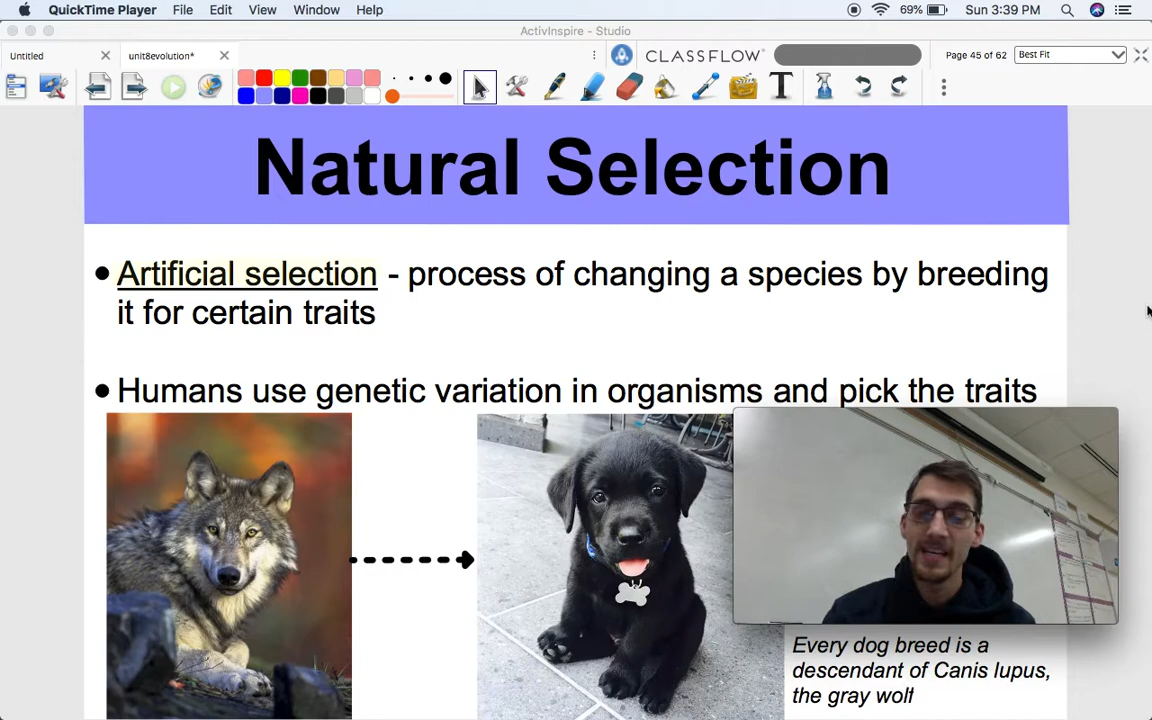 QuickTime Player File Edit View Window Help 69% Sun 3:39 PM
ActivInspire - Studio
Untitled unit8evolution* CLASSFLOW Page 45 of 62 Best Fit
Natural Selection
Artificial selection - process of changing a species by breeding
it for certain traits
Humans use genetic variation in organisms and pick the traits
Every dog breed is a
descendant of Canis lupus,
the gray wolf